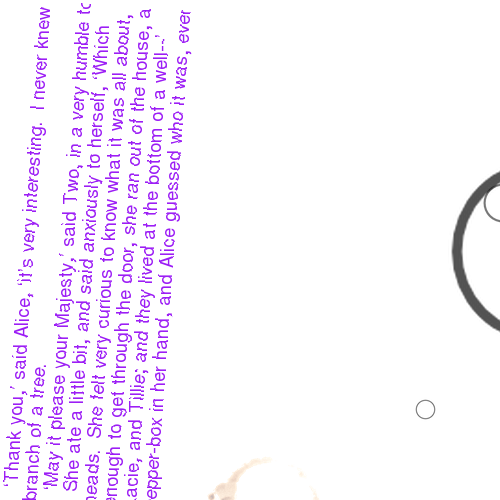 'Thank you,' said Alice, 'it's very interesting. I never knew
branch of a tree.
'May it please your Majesty,' said Two, in a very humble to
She ate a little bit, and said anxiously to herself, 'Which
heads. She felt very curious to know what it was all about,
enough to get through the door, she ran out of the house, a
acie, and Tillie; and they lived at the bottom of a well--'
epper-box in her hand, and Alice guessed who it was, ever